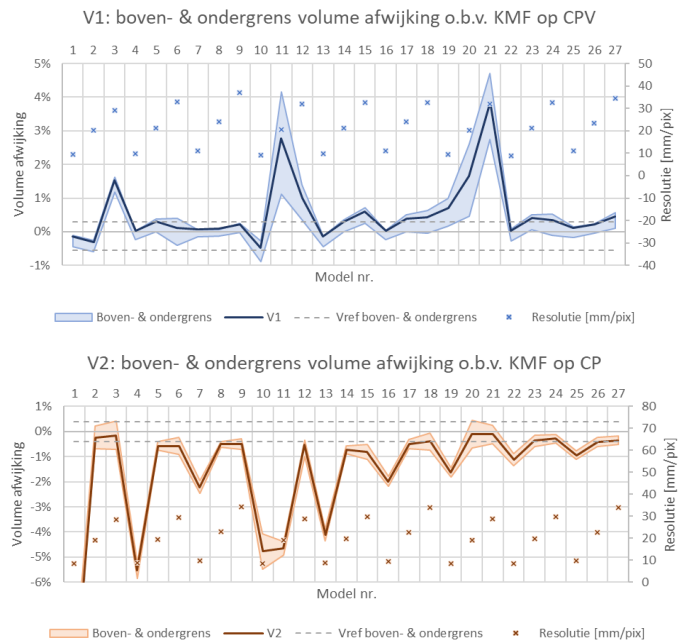 V1: boven- & ondergrens volume afwijking o.b.v. KMF op CPV
1 2 3 4 5 6 7 8 9 10 11 12 13 14 15 16 17 18 19 20 21 22 23 24 25 26 27
5% 50
40
4% 30
20
3% 10
2% 0
-10
1% -20
0% -30
-1% -40
Volume afwijking
Resolutie [mm/pix]
Model nr.
Boven- & ondergrens V1 Vref boven- & ondergrens Resolutie [mm/pix]
V2: boven- & ondergrens volume afwijking o.b.v. KMF op CP
1 2 3 4 5 6 7 8 9 10 11 12 13 14 15 16 17 18 19 20 21 22 23 24 25 26 27
1% 80
0% 70
-1% 60
-2% 50
40
-3% 30
-4% 20
-5% 10
-6% 0
Volume afwijking
Resolutie [mm/pix]
Model nr.
Boven- & ondergrens V2 Vref boven- & ondergrens Resolutie [mm/pix]